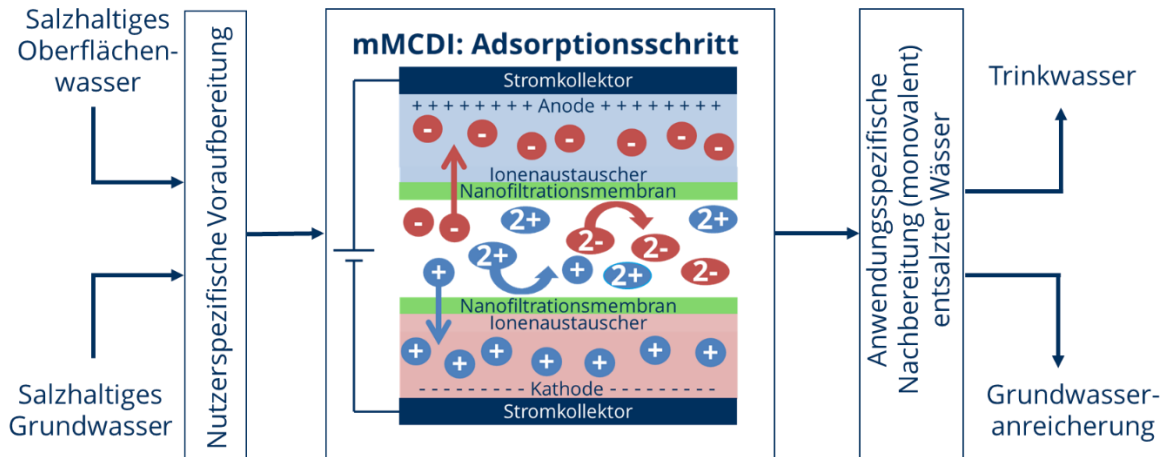 Salzhaltiges
Oberflächen-
wasser
Salzhaltiges
Grundwasser
Nutzerspezifische Voraufbereitung
mMCDI: Adsorptionsschritt
Stromkollektor
+ + + + + + + + Anode + + + + + + + +
- - - - - - -
Ionenaustauscher
Nanofiltrationsmembran
- - 2+ 2- 2- 2+
2+ + + 2+ 2-
Nanofiltrationsmembran
Ionenaustauscher
+ + + + + + +
- - - - - - - - - - Kathode - - - - - - - - - -
Stromkollektor
Anwendungsspezifische
Nachbereitung (monovalent)
entsalzter Wässer
Trinkwasser
Grundwasser-
anreicherung